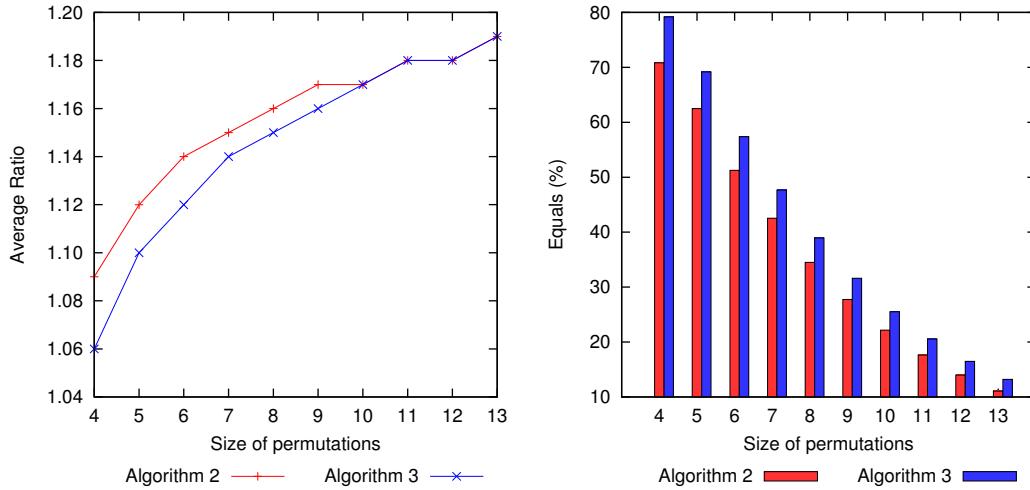 1.20
1.18
1.16
1.14
1.12
1.10
1.08
1.06
1.04
Average Ratio
4 5 6 7 8 9 10 11 12 13
Size of permutations
Algorithm 2 Algorithm 3
80
70
60
50
40
30
20
10
Equals (%)
4 5 6 7 8 9 10 11 12 13
Size of permutations
Algorithm 2 Algorithm 3